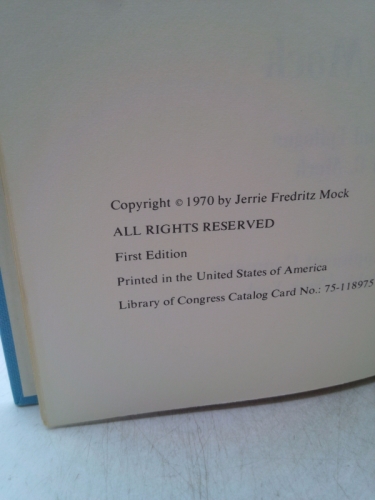 Copyright © 1970 by Jerrie Fredritz Mock
ALL RIGHTS RESERVED
First Edition
Printed in the United States of America
Library of Congress Catalog Card No.: 75-118975